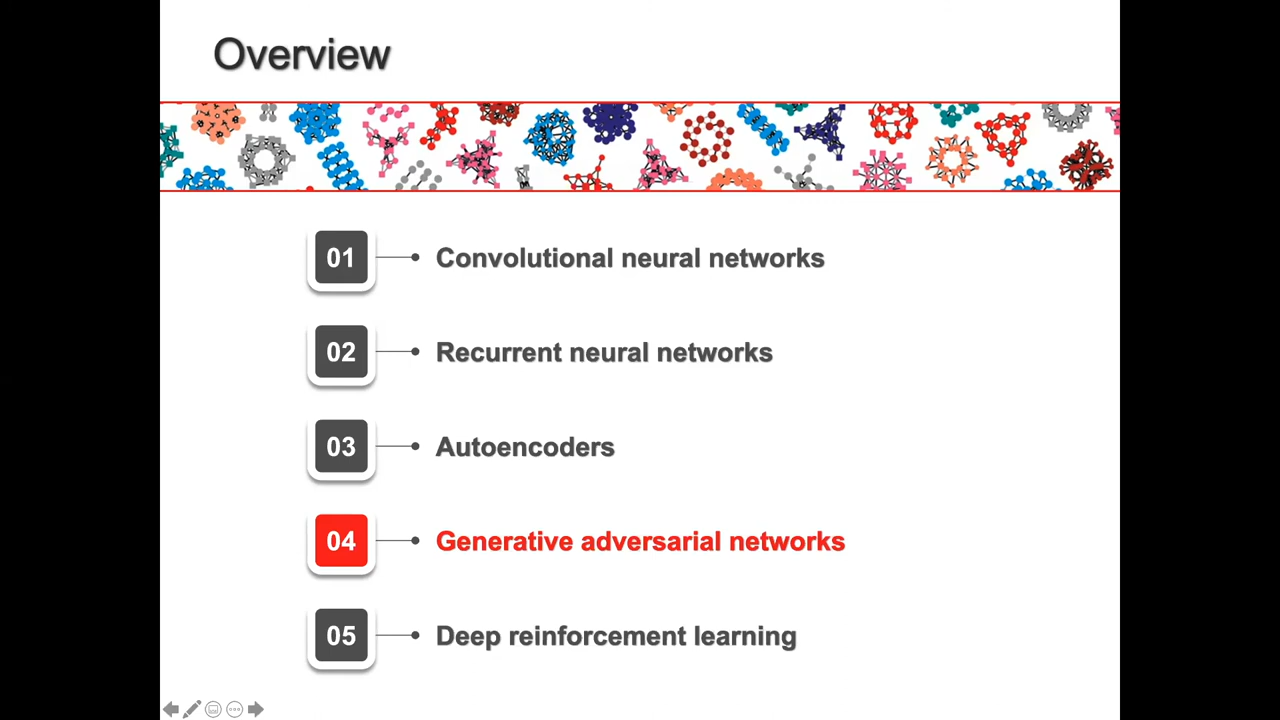 Overview
01 Convolutional neural networks
02 Recurrent neural networks
03 Autoencoders
04 Generative adversarial networks
05 Deep reinforcement learning